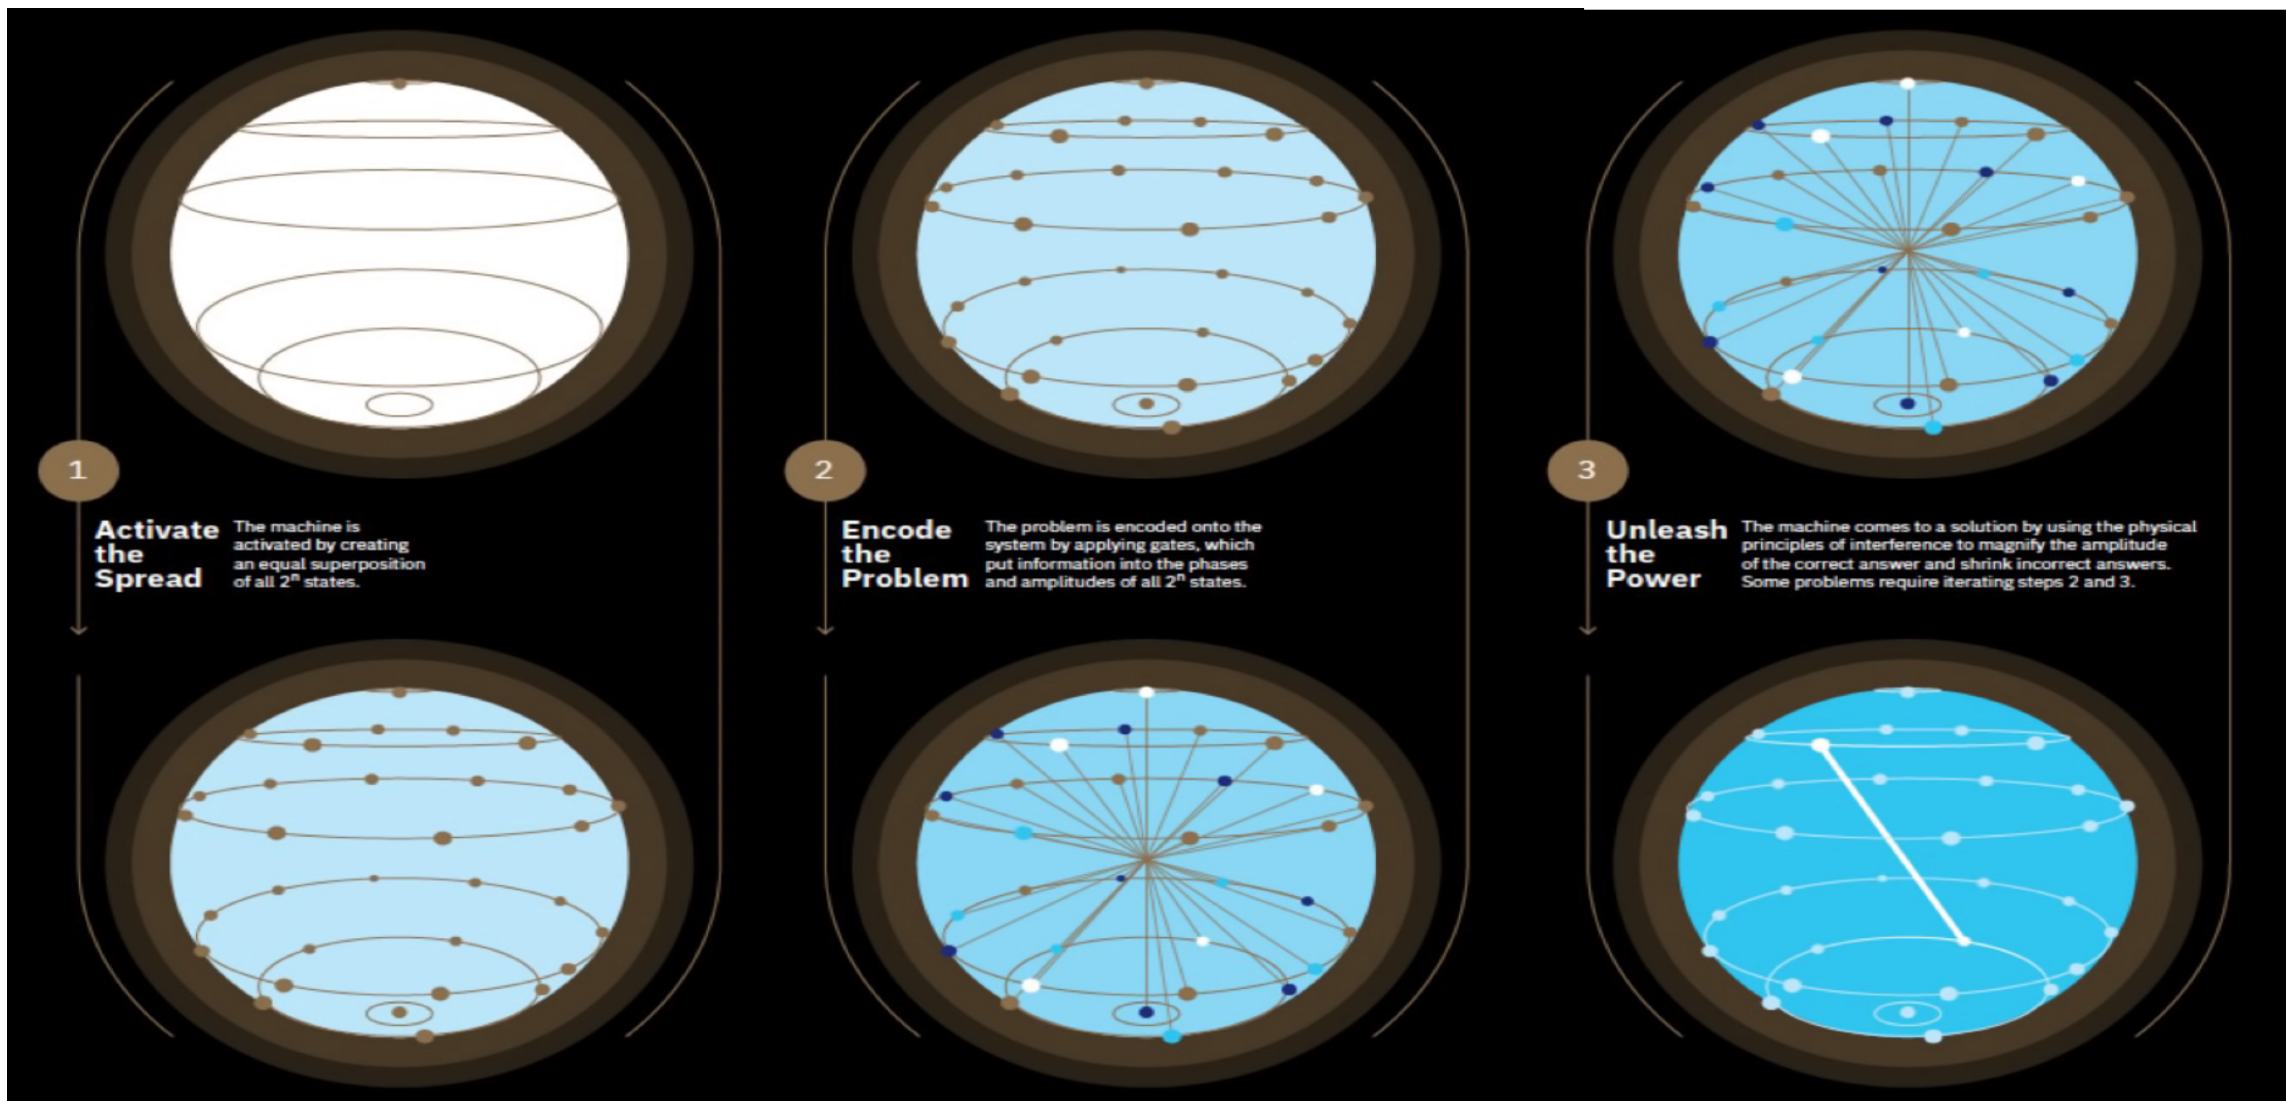 1
Activate
the
Spread
The machine is
activated by creating
an equal superposition
of all 2ⁿ states.
2
Encode
the
Problem
The problem is encoded onto the
system by applying gates, which
put information into the phases
and amplitudes of all 2ⁿ states.
3
Unleash
the
Power
The machine comes to a solution by using the physical
principles of interference to magnify the amplitude
of the correct answer and shrink incorrect answers.
Some problems require iterating steps 2 and 3.